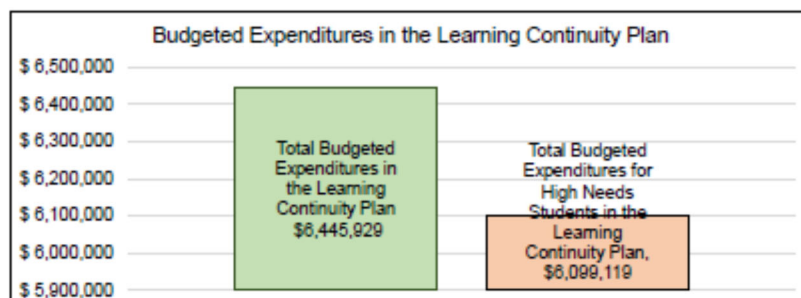 Budgeted Expenditures in the Learning Continuity Plan
$ 6,500,000
$ 6,400,000
$ 6,300,000
$ 6,200,000
$ 6,100,000
$ 6,000,000
$ 5,900,000
Total Budgeted
Expenditures in
the Learning
Continuity Plan
$6,445,929
Total Budgeted
Expenditures for
High Needs
Students in the
Learning
Continuity Plan,
$6,099,119